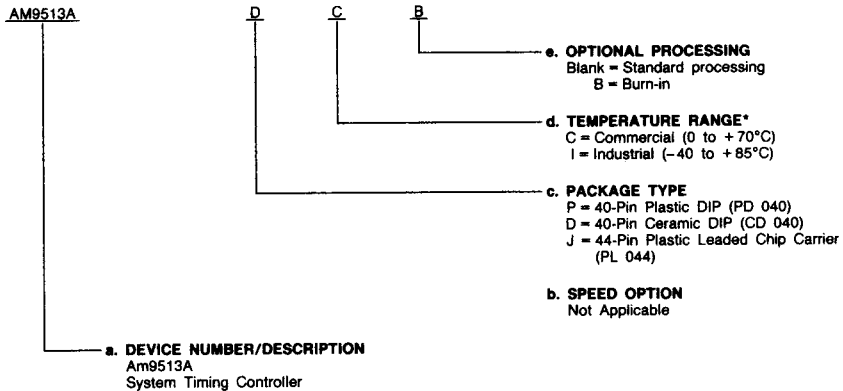 AM9513A D C B
e. OPTIONAL PROCESSING
Blank = Standard processing
B = Burn-in
d. TEMPERATURE RANGE*
C = Commercial (0 to +70°C)
I = Industrial (–40 to +85°C)
c. PACKAGE TYPE
P = 40-Pin Plastic DIP (PD 040)
D = 40-Pin Ceramic DIP (CD 040)
J = 44-Pin Plastic Leaded Chip Carrier
(PL 044)
b. SPEED OPTION
Not Applicable
a. DEVICE NUMBER/DESCRIPTION
Am9513A
System Timing Controller